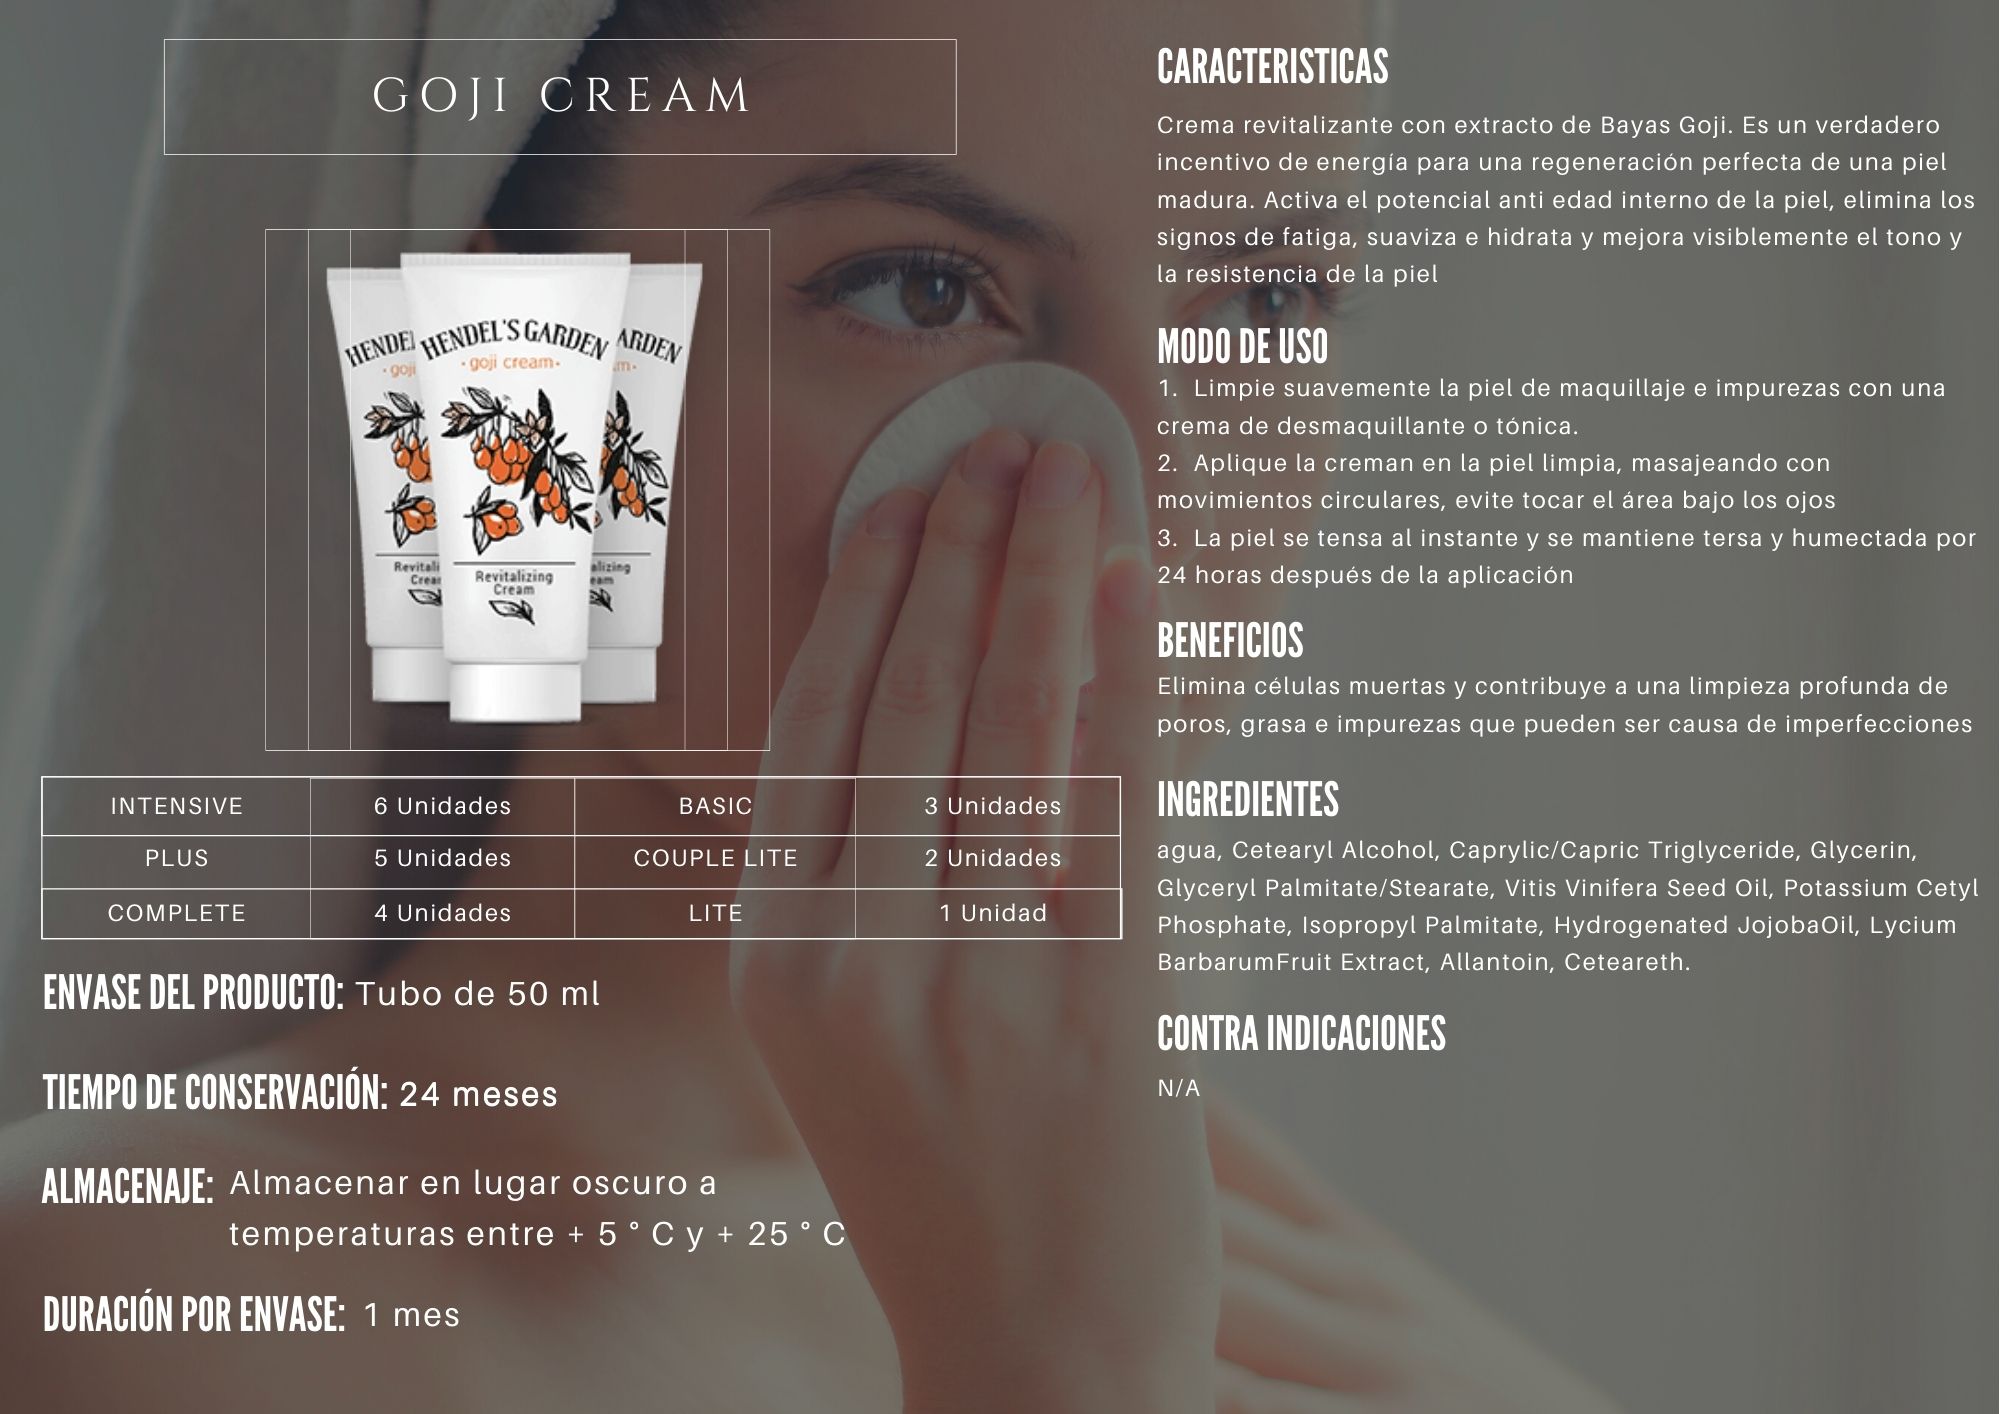 GOJI CREAM
HENDEL'S GARDEN
goji cream
Revitalizing
Cream
INTENSIVE 6 Unidades BASIC 3 Unidades
PLUS 5 Unidades COUPLE LITE 2 Unidades
COMPLETE 4 Unidades LITE 1 Unidad
ENVASE DEL PRODUCTO: Tubo de 50 ml
TIEMPO DE CONSERVACIÓN: 24 meses
ALMACENAJE: Almacenar en lugar oscuro a
temperaturas entre + 5 ° C y + 25 ° C
DURACIÓN POR ENVASE: 1 mes
CARACTERISTICAS
Crema revitalizante con extracto de Bayas Goji. Es un verdadero
incentivo de energía para una regeneración perfecta de una piel
madura. Activa el potencial anti edad interno de la piel, elimina los
signos de fatiga, suaviza e hidrata y mejora visiblemente el tono y
la resistencia de la piel
MODO DE USO
1. Limpie suavemente la piel de maquillaje e impurezas con una
crema de desmaquillante o tónica.
2. Aplique la creman en la piel limpia, masajeando con
movimientos circulares, evite tocar el área bajo los ojos
3. La piel se tensa al instante y se mantiene tersa y humectada por
24 horas después de la aplicación
BENEFICIOS
Elimina células muertas y contribuye a una limpieza profunda de
poros, grasa e impurezas que pueden ser causa de imperfecciones
INGREDIENTES
agua, Cetearyl Alcohol, Caprylic/Capric Triglyceride, Glycerin,
Glyceryl Palmitate/Stearate, Vitis Vinifera Seed Oil, Potassium Cetyl
Phosphate, Isopropyl Palmitate, Hydrogenated JojobaOil, Lycium
BarbarumFruit Extract, Allantoin, Ceteareth.
CONTRA INDICACIONES
N/A